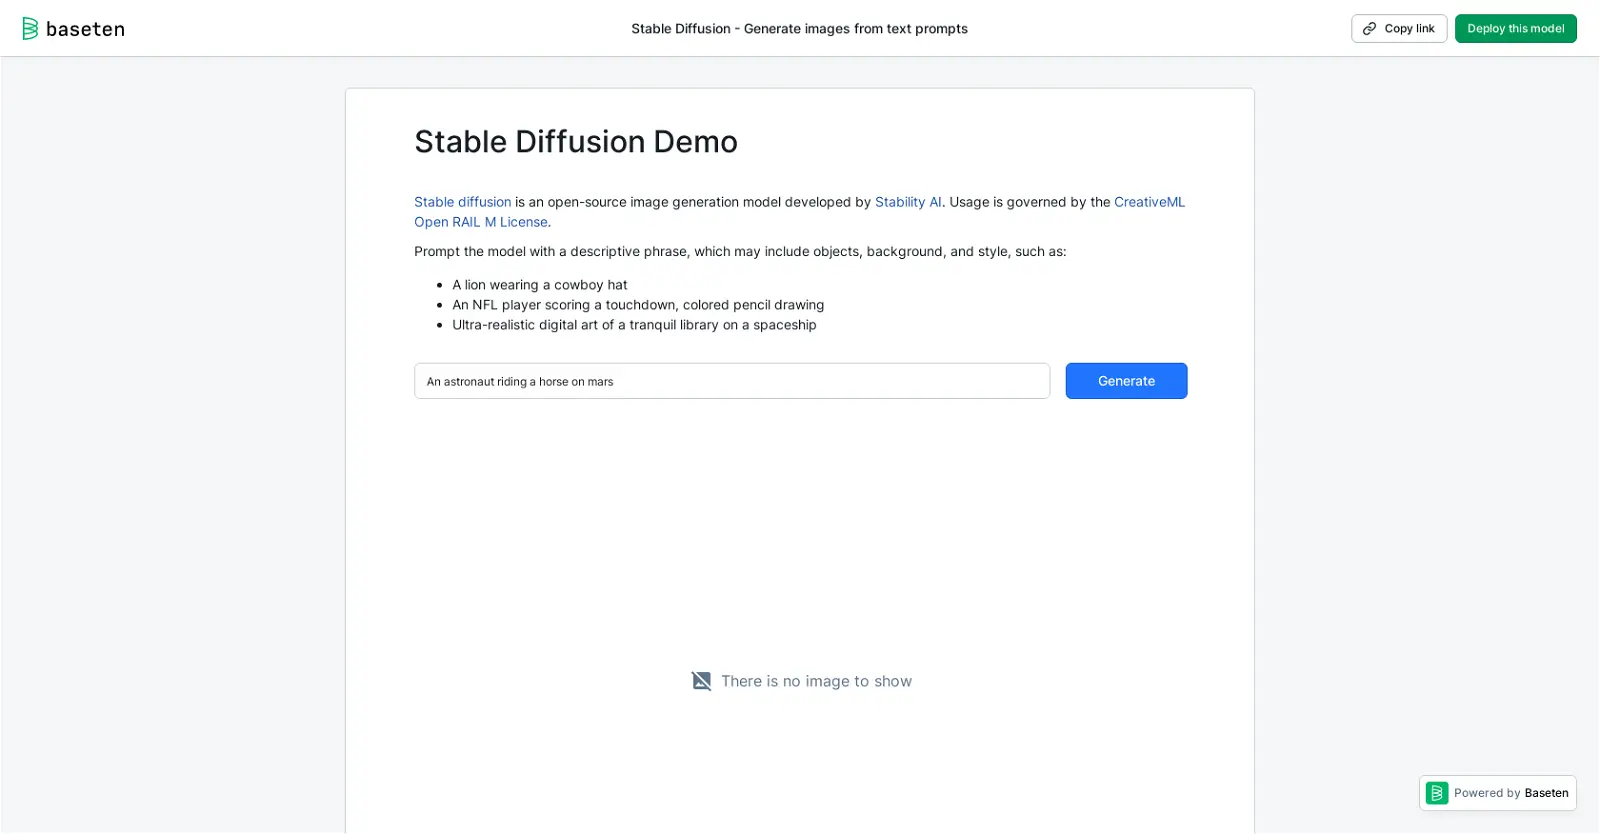 baseten
Stable Diffusion - Generate images from text prompts
Copy link
Deploy this model
Stable Diffusion Demo
Stable diffusion is an open-source image generation model developed by Stability AI. Usage is governed by the CreativeML
Open RAIL M License.
Prompt the model with a descriptive phrase, which may include objects, background, and style, such as:
• A lion wearing a cowboy hat
• An NFL player scoring a touchdown, colored pencil drawing
• Ultra-realistic digital art of a tranquil library on a spaceship
An astronaut riding a horse on mars
Generate
There is no image to show
Powered by Baseten